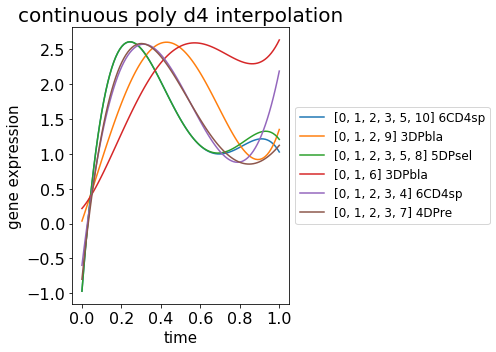 continuous poly d4 interpolation
gene expression
2.5
2.0
1.5
1.0
0.5
0.0
−0.5
−1.0
0.0 0.2 0.4 0.6 0.8 1.0
time
[0, 1, 2, 3, 5, 10] 6CD4sp
[0, 1, 2, 9] 3DPbla
[0, 1, 2, 3, 5, 8] 5DPsel
[0, 1, 6] 3DPbla
[0, 1, 2, 3, 4] 6CD4sp
[0, 1, 2, 3, 7] 4DPre